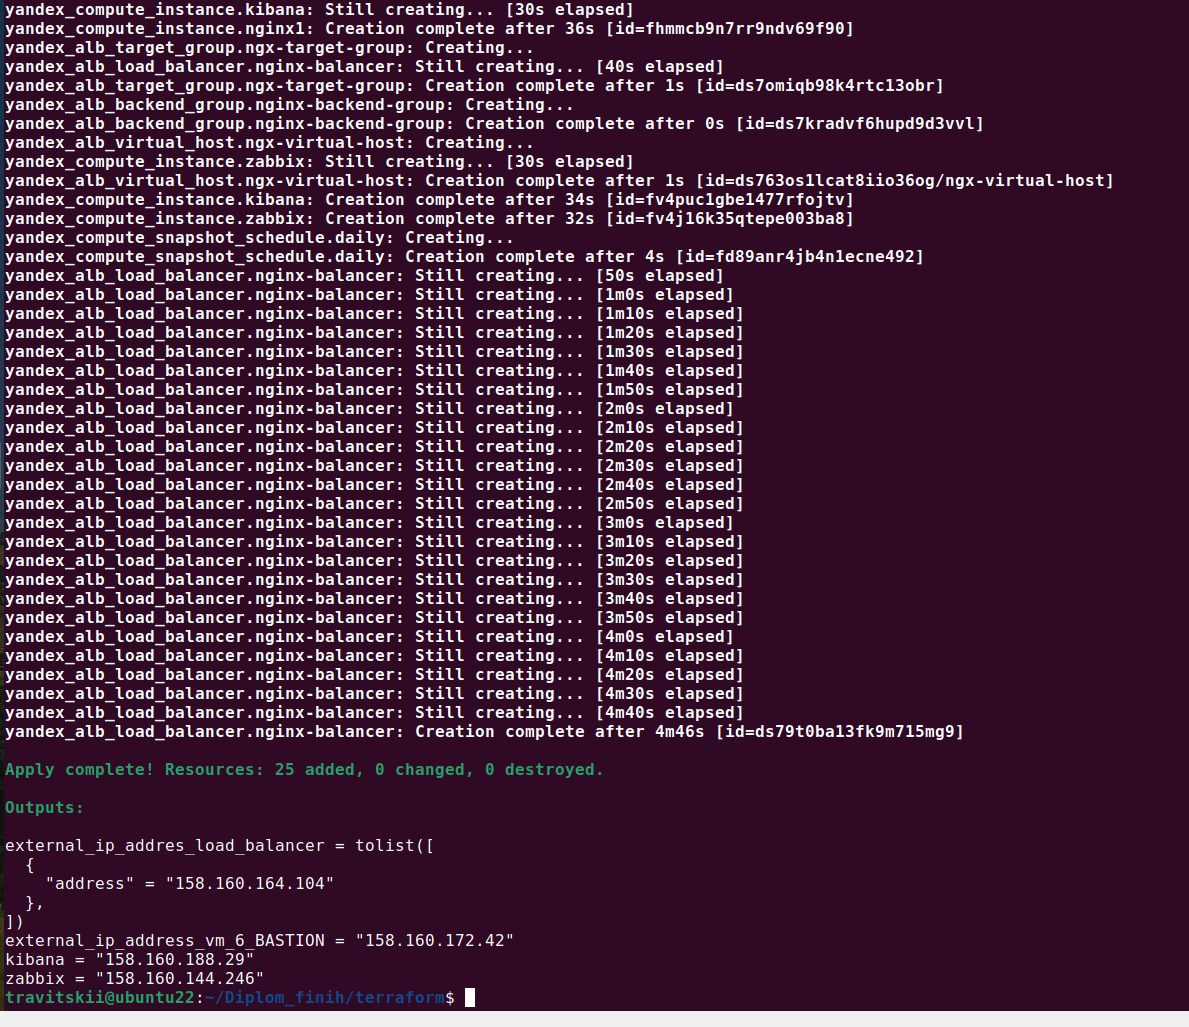 yandex_compute_instance.kibana: Still creating... [30s elapsed]
yandex_compute_instance.nginx1: Creation complete after 36s [id=fhmmcb9n7rr9ndv69f90]
yandex_alb_target_group.ngx-target-group: Creating...
yandex_alb_load_balancer.nginx-balancer: Still creating... [40s elapsed]
yandex_alb_target_group.ngx-target-group: Creation complete after 1s [id=ds7omiqb98k4rtc13obr]
yandex_alb_backend_group.nginx-backend-group: Creating...
yandex_alb_backend_group.nginx-backend-group: Creation complete after 0s [id=ds7kradvf6hupd9d3vvl]
yandex_alb_virtual_host.ngx-virtual-host: Creating...
yandex_compute_instance.zabbix: Still creating... [30s elapsed]
yandex_alb_virtual_host.ngx-virtual-host: Creation complete after 1s [id=ds763os1lcat8iio36og/ngx-virtual-host]
yandex_compute_instance.kibana: Creation complete after 34s [id=fv4puc1gbe1477rfojtv]
yandex_compute_instance.zabbix: Creation complete after 32s [id=fv4j16k35qtepe003ba8]
yandex_compute_snapshot_schedule.daily: Creating...
yandex_compute_snapshot_schedule.daily: Creation complete after 4s [id=fd89anr4jb4n1ecne492]
yandex_alb_load_balancer.nginx-balancer: Still creating... [50s elapsed]
yandex_alb_load_balancer.nginx-balancer: Still creating... [1m0s elapsed]
yandex_alb_load_balancer.nginx-balancer: Still creating... [1m10s elapsed]
yandex_alb_load_balancer.nginx-balancer: Still creating... [1m20s elapsed]
yandex_alb_load_balancer.nginx-balancer: Still creating... [1m30s elapsed]
yandex_alb_load_balancer.nginx-balancer: Still creating... [1m40s elapsed]
yandex_alb_load_balancer.nginx-balancer: Still creating... [1m50s elapsed]
yandex_alb_load_balancer.nginx-balancer: Still creating... [2m0s elapsed]
yandex_alb_load_balancer.nginx-balancer: Still creating... [2m10s elapsed]
yandex_alb_load_balancer.nginx-balancer: Still creating... [2m20s elapsed]
yandex_alb_load_balancer.nginx-balancer: Still creating... [2m30s elapsed]
yandex_alb_load_balancer.nginx-balancer: Still creating... [2m40s elapsed]
yandex_alb_load_balancer.nginx-balancer: Still creating... [2m50s elapsed]
yandex_alb_load_balancer.nginx-balancer: Still creating... [3m0s elapsed]
yandex_alb_load_balancer.nginx-balancer: Still creating... [3m10s elapsed]
yandex_alb_load_balancer.nginx-balancer: Still creating... [3m20s elapsed]
yandex_alb_load_balancer.nginx-balancer: Still creating... [3m30s elapsed]
yandex_alb_load_balancer.nginx-balancer: Still creating... [3m40s elapsed]
yandex_alb_load_balancer.nginx-balancer: Still creating... [3m50s elapsed]
yandex_alb_load_balancer.nginx-balancer: Still creating... [4m0s elapsed]
yandex_alb_load_balancer.nginx-balancer: Still creating... [4m10s elapsed]
yandex_alb_load_balancer.nginx-balancer: Still creating... [4m20s elapsed]
yandex_alb_load_balancer.nginx-balancer: Still creating... [4m30s elapsed]
yandex_alb_load_balancer.nginx-balancer: Still creating... [4m40s elapsed]
yandex_alb_load_balancer.nginx-balancer: Creation complete after 4m46s [id=ds79t0ba13fk9m715mg9]
Apply complete! Resources: 25 added, 0 changed, 0 destroyed.
Outputs:
external_ip_addres_load_balancer = tolist([
  {
    "address" = "158.160.164.104"
  },
])
external_ip_address_vm_6_BASTION = "158.160.172.42"
kibana = "158.160.188.29"
zabbix = "158.160.144.246"
travitskii@ubuntu22:~/Diplom_finih/terraform$